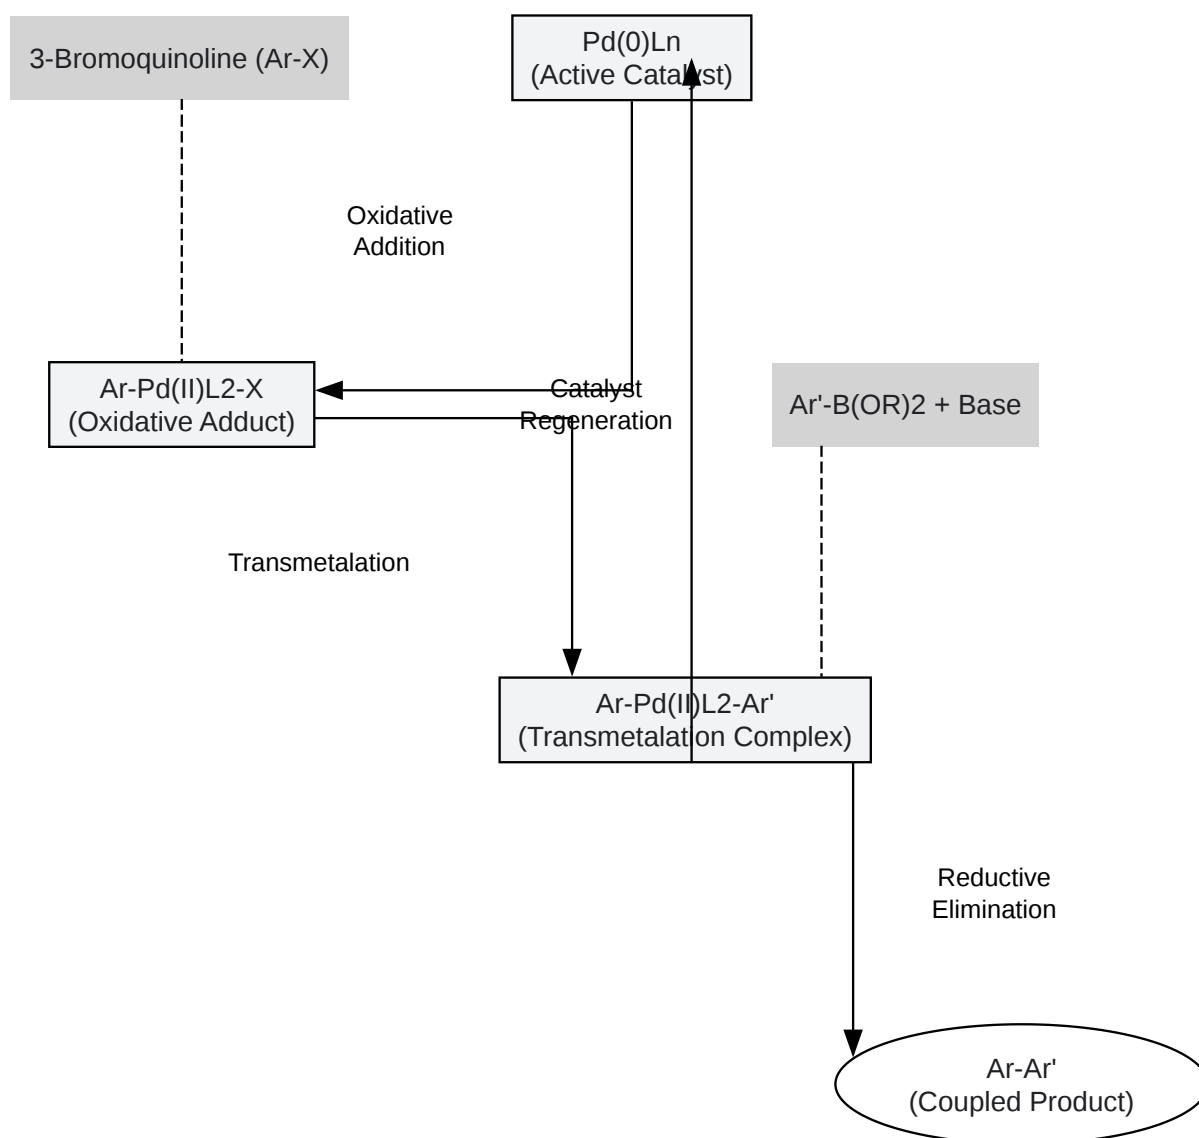 3-Bromoquinoline (Ar-X)
Pd(0)Ln
(Active Catalyst)
Oxidative
Addition
Ar-Pd(II)L2-X
(Oxidative Adduct)
Catalyst
Regeneration
Ar'-B(OR)2 + Base
Transmetalation
Ar-Pd(II)L2-Ar'
(Transmetalation Complex)
Reductive
Elimination
Ar-Ar'
(Coupled Product)